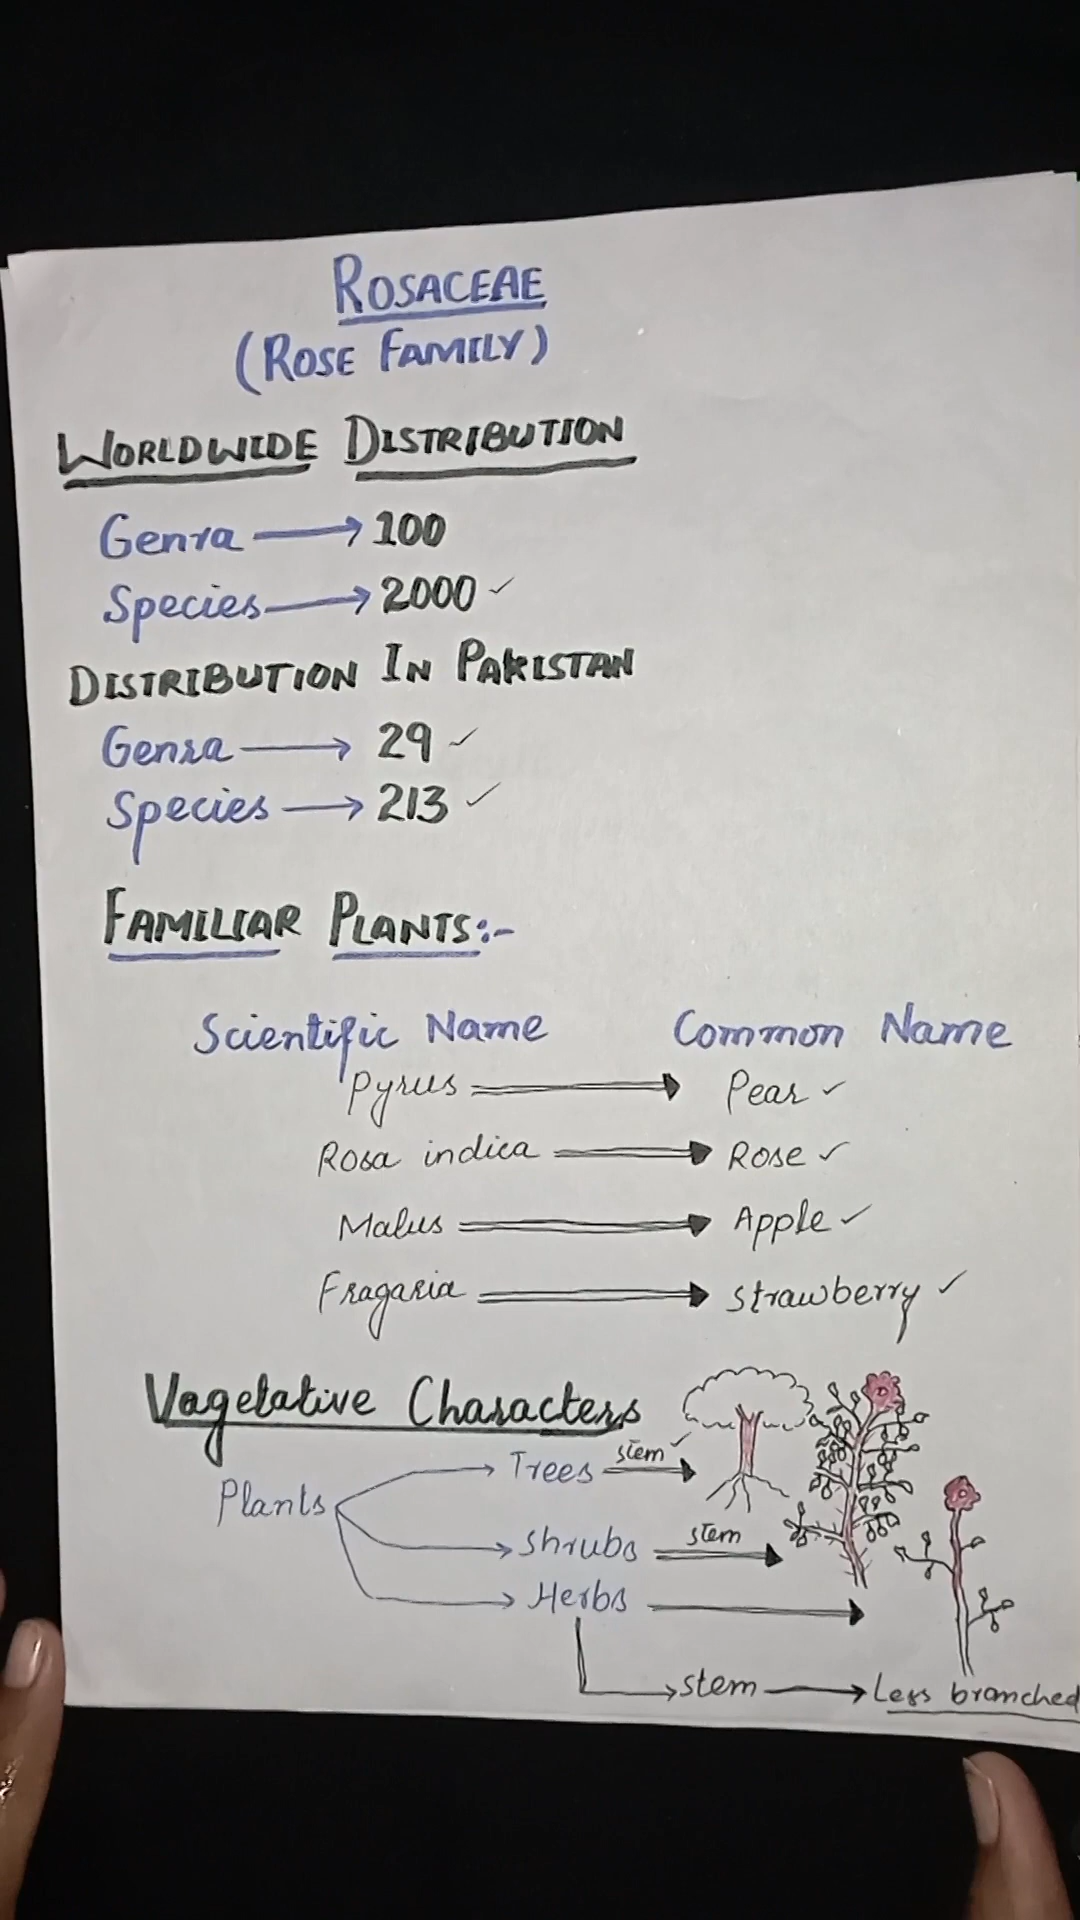 ROSACEAE
(ROSE FAMILY)
WORLDWIDE DISTRIBUTION
Genra → 100
Species → 2000 ✓
DISTRIBUTION IN PAKISTAN
Genra → 29 ✓
Species → 213 ✓
FAMILIAR PLANTS:-
Scientific Name Common Name
Pyrus → Pear ✓
Rosa indica → Rose ✓
Malus → Apple ✓
Fragaria → strawberry ✓
Vagetative Characters
Plants → Trees stem ✓ →
→ shrubs stem →
→ Herbs →
→ stem → Less branched